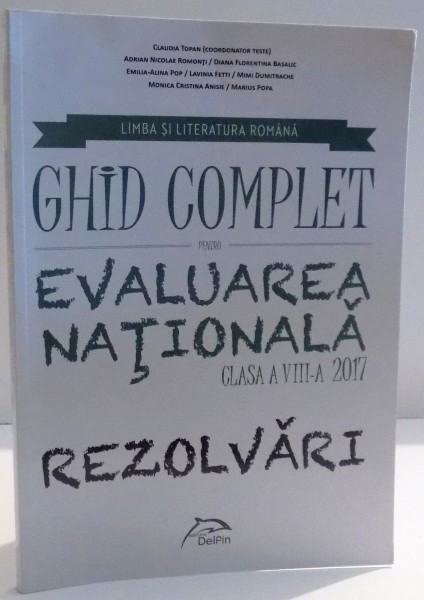 CLAUDIA TOPAN (COORDONATOR TESTE)
ADRIAN NICOLAE ROMONȚI / DIANA FLORENTINA BASALIC
EMILIA-ALINA POP / LAVINIA FETTI / MIMI DUMITRACHE
MONICA CRISTINA ANISIE / MARIUS POPA
LIMBA ȘI LITERATURA ROMÂNĂ
GHiD COMPLET
PENTRU
EVALUAREA
NAȚIONALĂ
CLASA A VIII-A 2017
REZOLVĂRI
DelFin